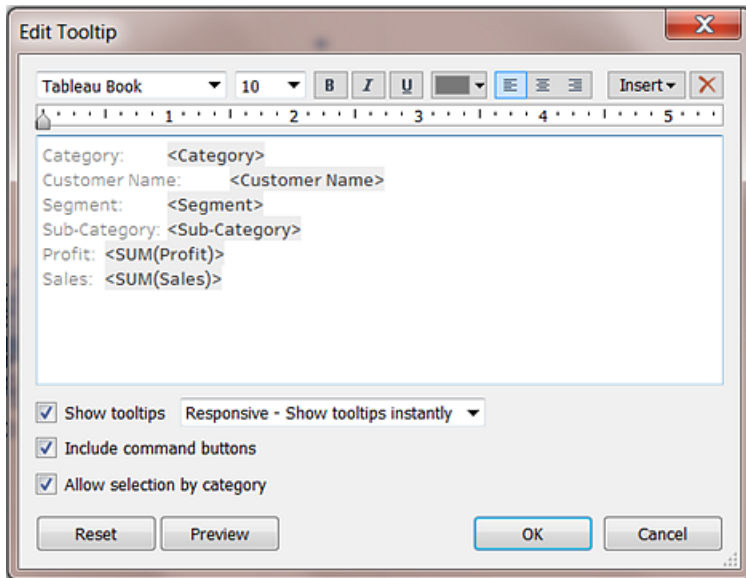 Edit Tooltip
Tableau Book 10 B I U Insert
1 2 3 4 5
Category: <Category>
Customer Name: <Customer Name>
Segment: <Segment>
Sub-Category: <Sub-Category>
Profit: <SUM(Profit)>
Sales: <SUM(Sales)>
Show tooltips Responsive - Show tooltips instantly
Include command buttons
Allow selection by category
Reset Preview OK Cancel